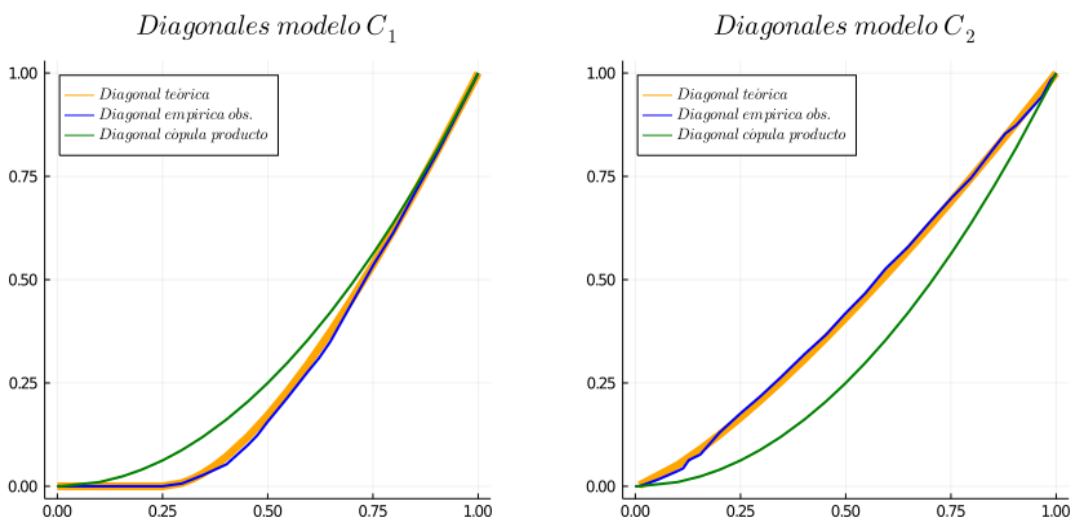 Diagonales modelo C₁
1.00
0.75
0.50
0.25
0.00
Diagonal teòrica
Diagonal empìrica obs.
Diagonal còpula producto
0.00 0.25 0.50 0.75 1.00
Diagonales modelo C₂
1.00
0.75
0.50
0.25
0.00
Diagonal teòrica
Diagonal empìrica obs.
Diagonal còpula producto
0.00 0.25 0.50 0.75 1.00